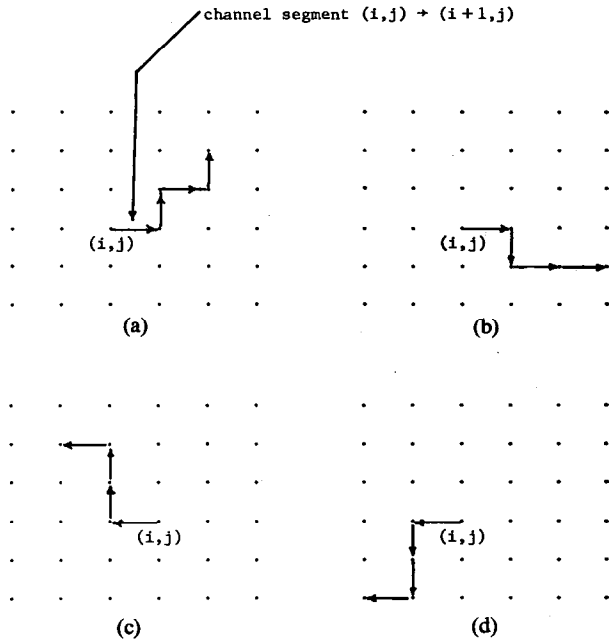 channel segment (i,j) → (i+1,j)
(i,j)
(i,j)
(a)
(b)
(i,j)
(i,j)
(c)
(d)